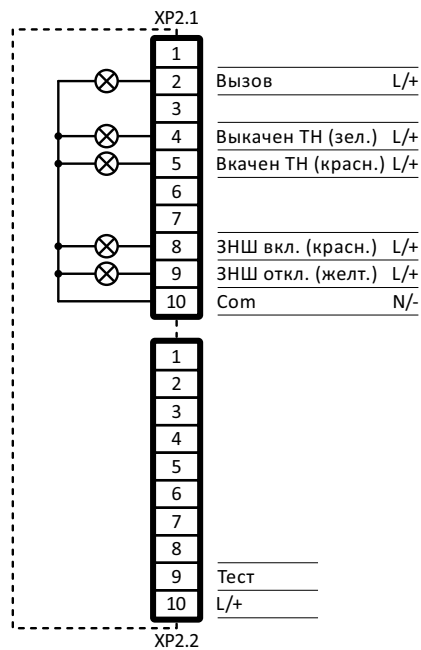 XP2.1
1
2 Вызов L/+
3
4 Выкачен ТН (зел.) L/+
5 Вкачен ТН (красн.) L/+
6
7
8 ЗНШ вкл. (красн.) L/+
9 ЗНШ откл. (желт.) L/+
10 Com N/-
1
2
3
4
5
6
7
8
9 Тест
10 L/+
XP2.2